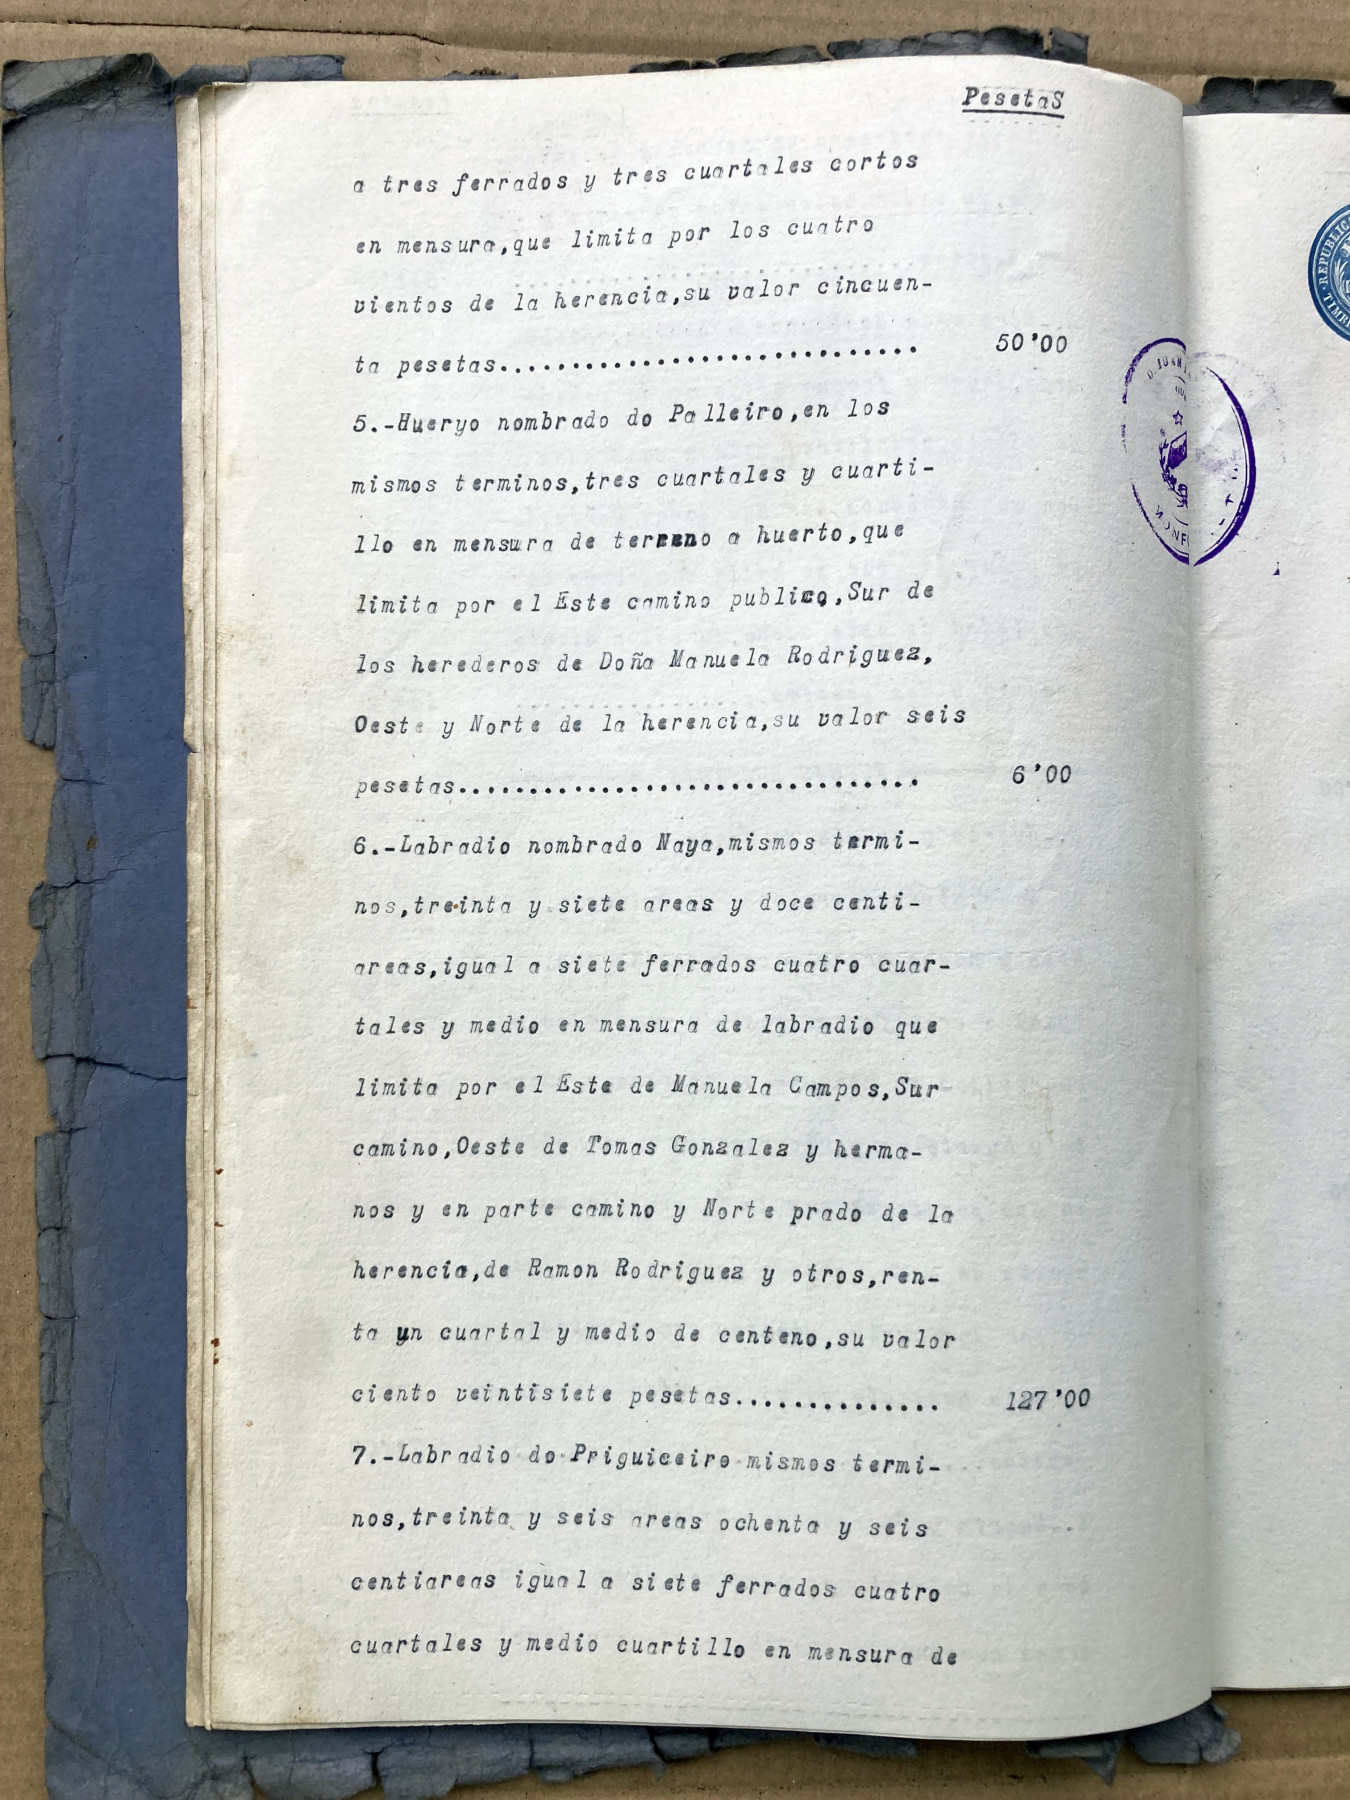 PesetaS
a tres ferrados y tres cuartales cortos
en mensura,que limita por los cuatro
vientos de la herencia,su valor cincuen-
ta pesetas............................. 50'00
5.-Hueryo nombrado do Palleiro,en los
mismos terminos,tres cuartales y cuarti-
llo en mensura de terreno a huerto,que
limita por el Este camino publico,Sur de
los herederos de Doña Manuela Rodriguez,
Oeste y Norte de la herencia,su valor seis
pesetas................................ 6'00
6.-Labradio nombrado Naya,mismos termi-
nos,treinta y siete areas y doce centi-
areas,igual a siete ferrados cuatro cuar-
tales y medio en mensura de labradio que
limita por el Este de Manuela Campos,Sur
camino,Oeste de Tomas Gonzalez y herma-
nos y en parte camino y Norte prado de la
herencia,de Ramon Rodriguez y otros,ren-
ta un cuartal y medio de centeno,su valor
ciento veintisiete pesetas.............. 127'00
7.-Labradio do Priguiceiro mismos termi-
nos,treinta y seis areas ochenta y seis
centiareas igual a siete ferrados cuatro
cuartales y medio cuartillo en mensura de
REPUBLIC
TIMB
D. JUAN